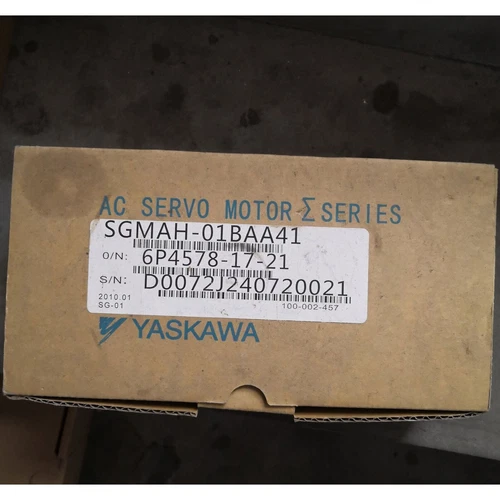 AC SERVO MOTOR Σ SERIES
SGMAH-01BAA41
O/N: 6P4578-17-21
S/N: D0072J240720021
2010.01
SG-01
100-002-457
YASKAWA